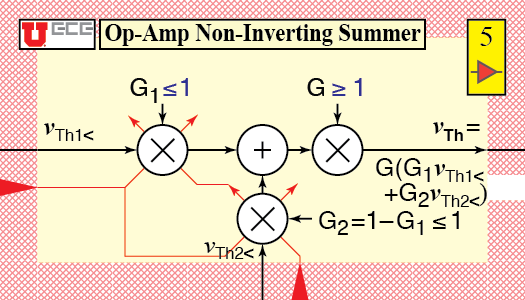 U ECE Op-Amp Non-Inverting Summer 5
G₁≤1 G≥1
vTh1< vTh=
× + × G(G₁vTh1<
+G₂vTh2<)
× G₂=1−G₁≤1
vTh2<